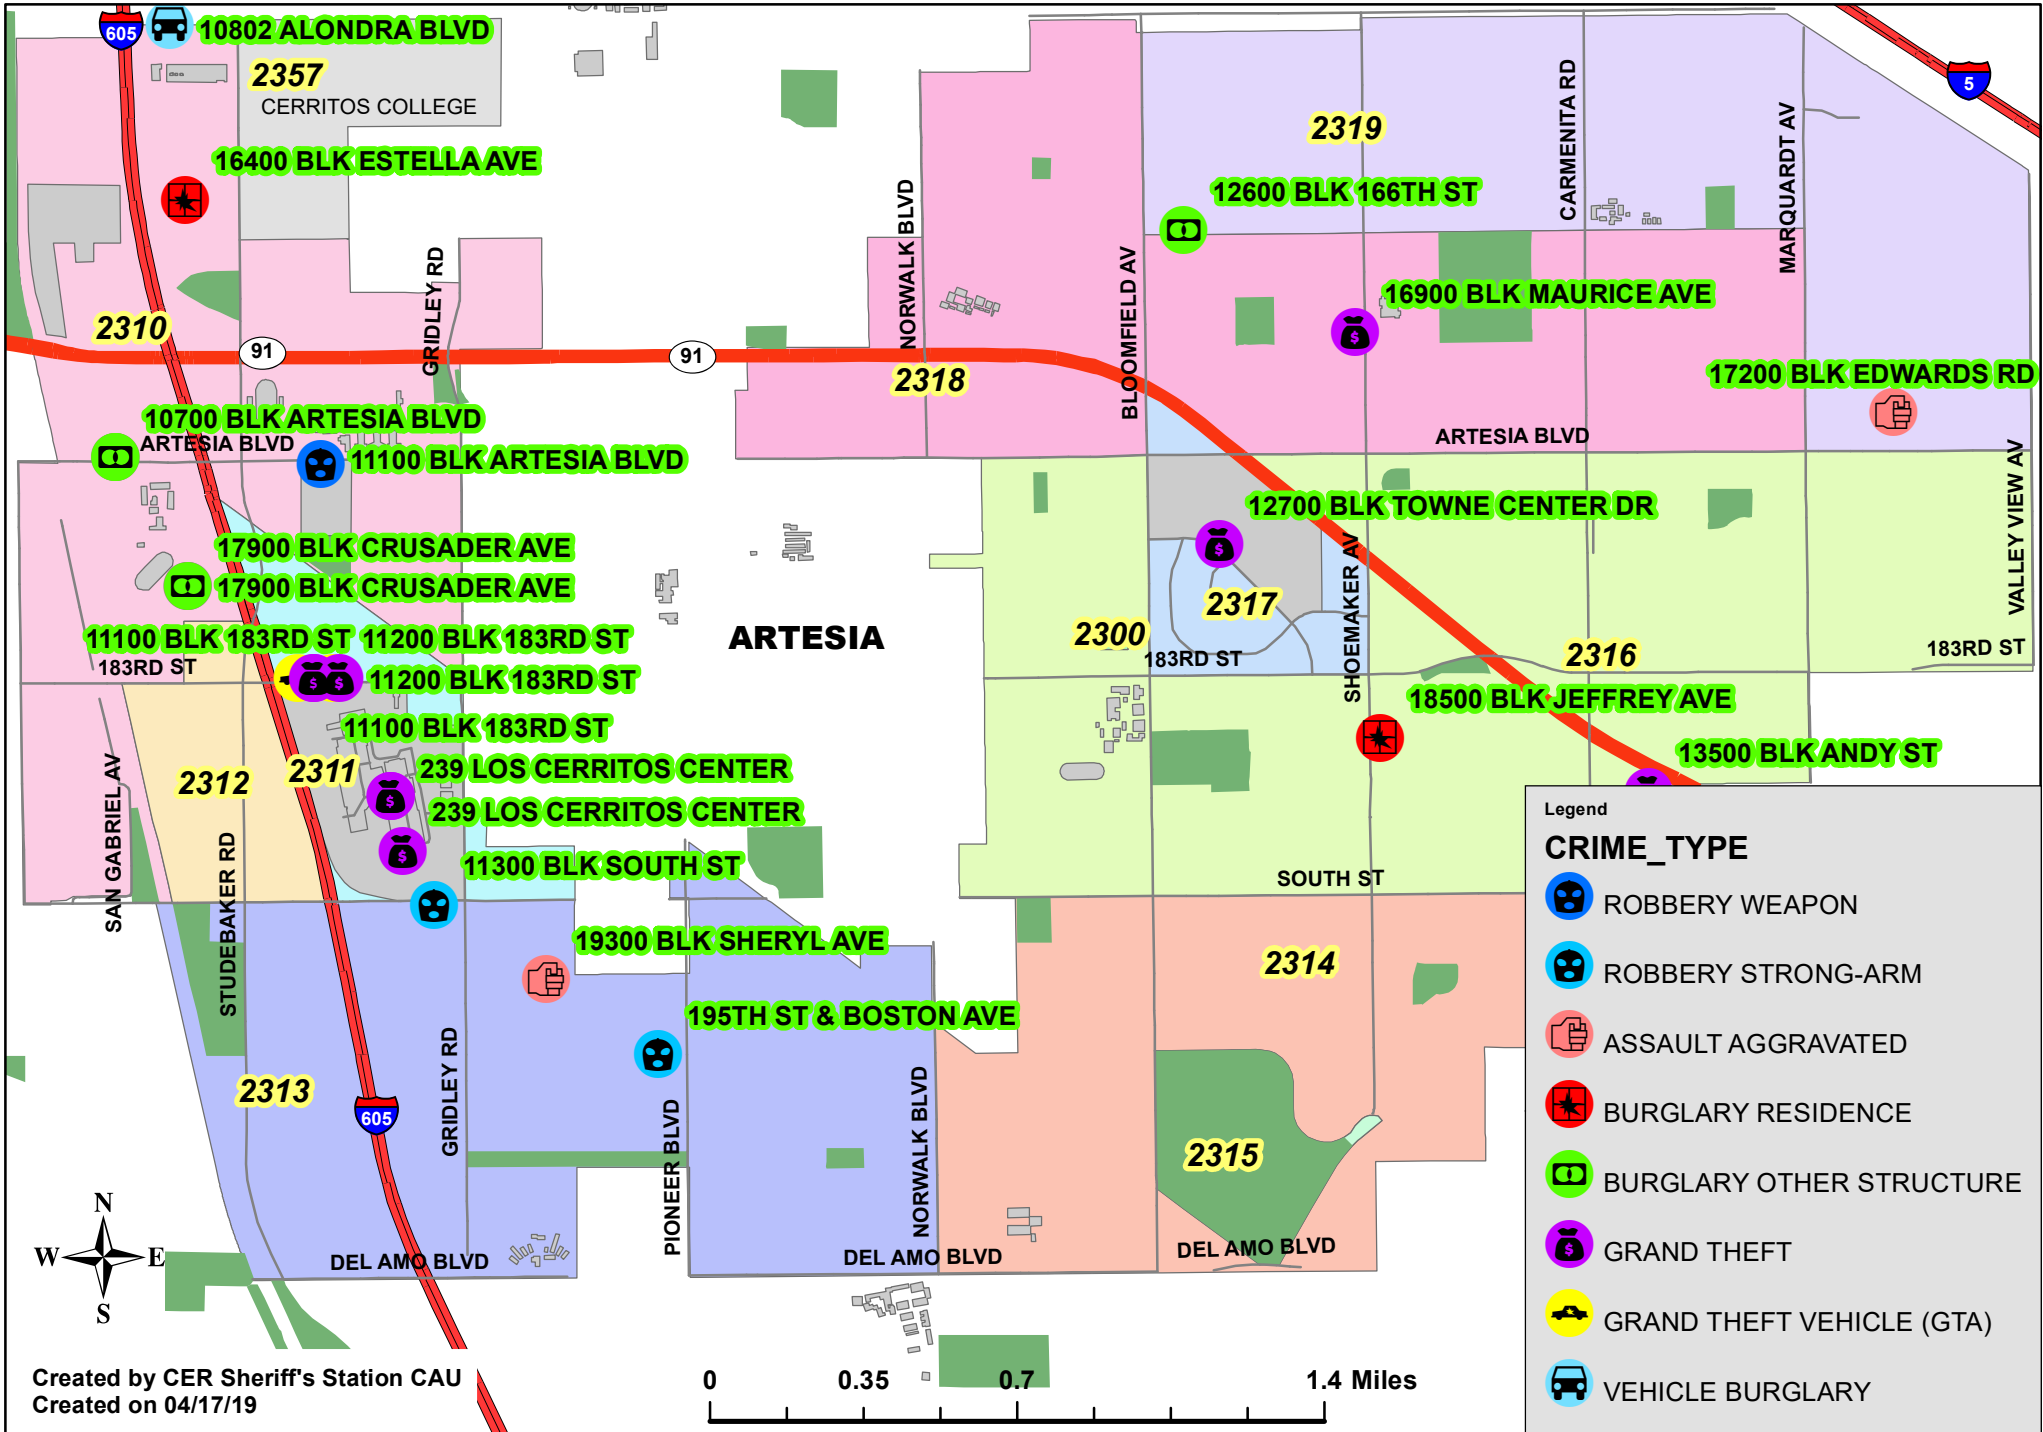 605
10802 ALONDRA BLVD
2357
CERRITOS COLLEGE
5
2319
CARMENITA RD
MARQUARDT AV
16400 BLK ESTELLA AVE
12600 BLK 166TH ST
NORWALK BLVD
GRIDLEY RD
BLOOMFIELD AV
16900 BLK MAURICE AVE
2310
91
91
2318
17200 BLK EDWARDS RD
10700 BLK ARTESIA BLVD
ARTESIA BLVD
ARTESIA BLVD
11100 BLK ARTESIA BLVD
12700 BLK TOWNE CENTER DR
VALLEY VIEW AV
17900 BLK CRUSADER AVE
17900 BLK CRUSADER AVE
SHOEMAKER AV
2317
ARTESIA
2300
11100 BLK 183RD ST
11200 BLK 183RD ST
183RD ST
183RD ST
2316
183RD ST
11200 BLK 183RD ST
18500 BLK JEFFREY AVE
11100 BLK 183RD ST
13500 BLK ANDY ST
2312
2311
239 LOS CERRITOS CENTER
239 LOS CERRITOS CENTER
SAN GABRIEL AV
STUDEBAKER RD
11300 BLK SOUTH ST
SOUTH ST
19300 BLK SHERYL AVE
2314
195TH ST & BOSTON AVE
2313
605
GRIDLEY RD
PIONEER BLVD
NORWALK BLVD
2315
DEL AMO BLVD
DEL AMO BLVD
DEL AMO BLVD
N
W
E
S
Legend
CRIME_TYPE
ROBBERY WEAPON
ROBBERY STRONG-ARM
ASSAULT AGGRAVATED
BURGLARY RESIDENCE
BURGLARY OTHER STRUCTURE
GRAND THEFT
GRAND THEFT VEHICLE (GTA)
VEHICLE BURGLARY
0 0.35 0.7 1.4 Miles
Created by CER Sheriff's Station CAU
Created on 04/17/19